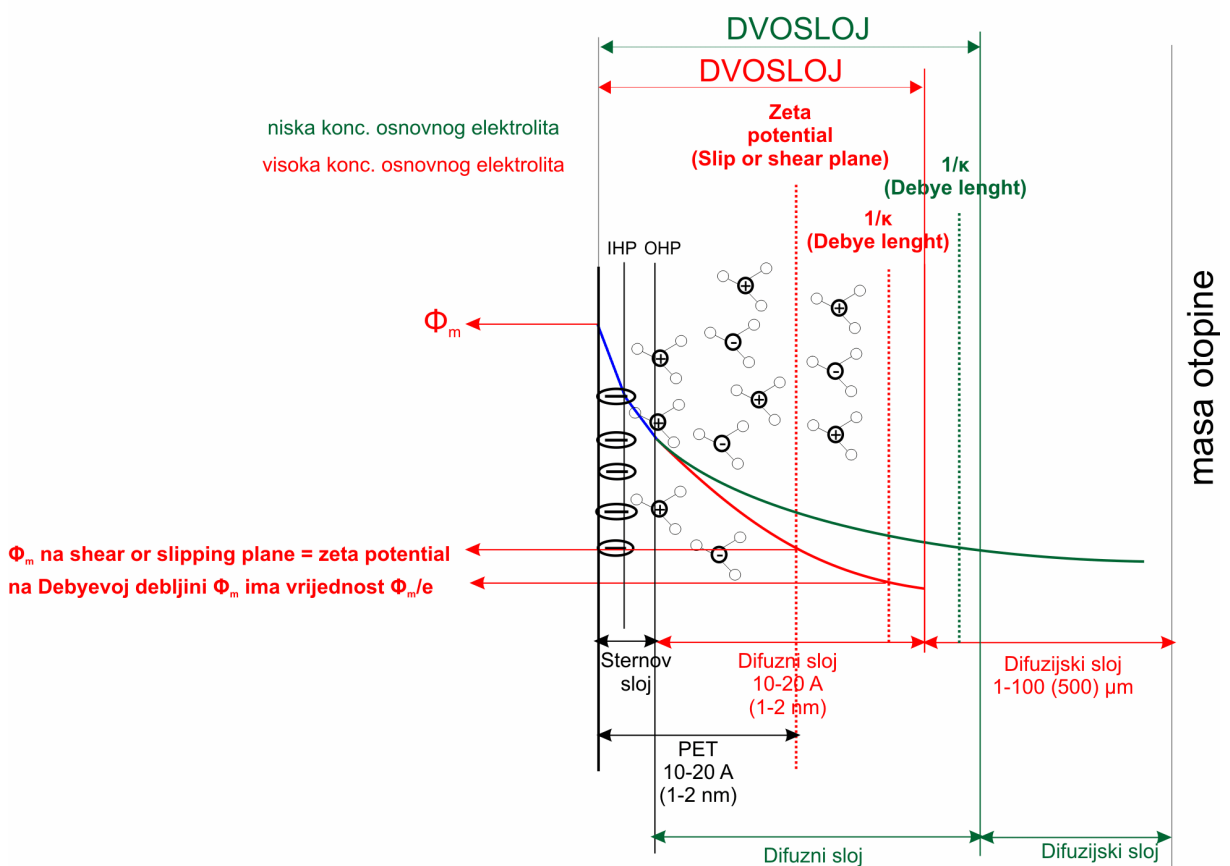 DVOSLOJ
DVOSLOJ
niska konc. osnovnog elektrolita
visoka konc. osnovnog elektrolita
Zeta
potential
(Slip or shear plane)
1/κ
(Debye lenght)
1/κ
(Debye lenght)
IHP OHP
Φm
masa otopine
Φm na shear or slipping plane = zeta potential
na Debyevoj debljini Φm ima vrijednost Φm/e
Sternov
sloj
Difuzni sloj
10-20 A
(1-2 nm)
Difuzijski sloj
1-100 (500) µm
PET
10-20 A
(1-2 nm)
Difuzni sloj
Difuzijski sloj